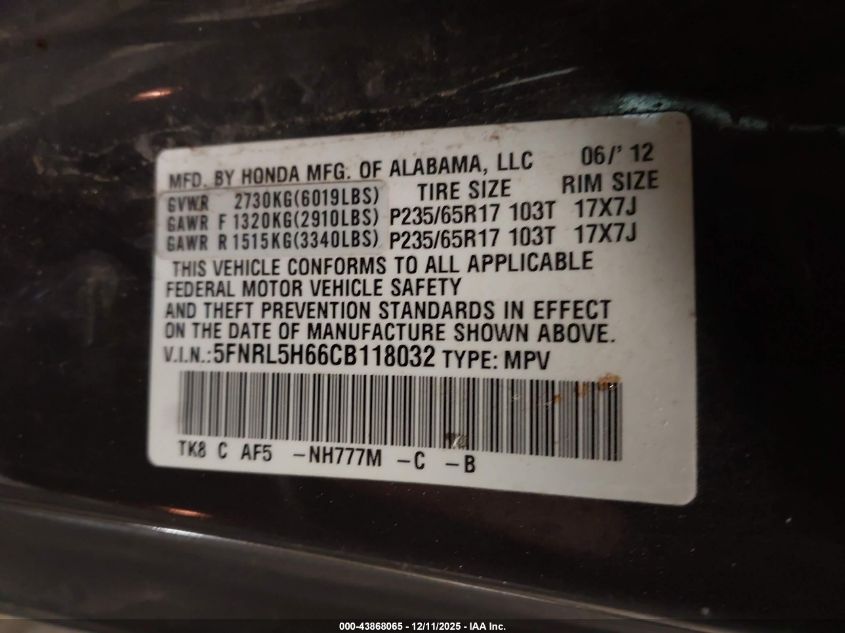 MFD. BY HONDA MFG. OF ALABAMA, LLC 06/' 12
GVWR 2730KG(6019LBS) TIRE SIZE RIM SIZE
GAWR F 1320KG(2910LBS) P235/65R17 103T 17X7J
GAWR R 1515KG(3340LBS) P235/65R17 103T 17X7J
THIS VEHICLE CONFORMS TO ALL APPLICABLE
FEDERAL MOTOR VEHICLE SAFETY
AND THEFT PREVENTION STANDARDS IN EFFECT
ON THE DATE OF MANUFACTURE SHOWN ABOVE.
V.I.N.:5FNRL5H66CB118032 TYPE: MPV
TK8 C AF5 -NH777M -C -B
000-43868065 - 12/11/2025 - IAA Inc.